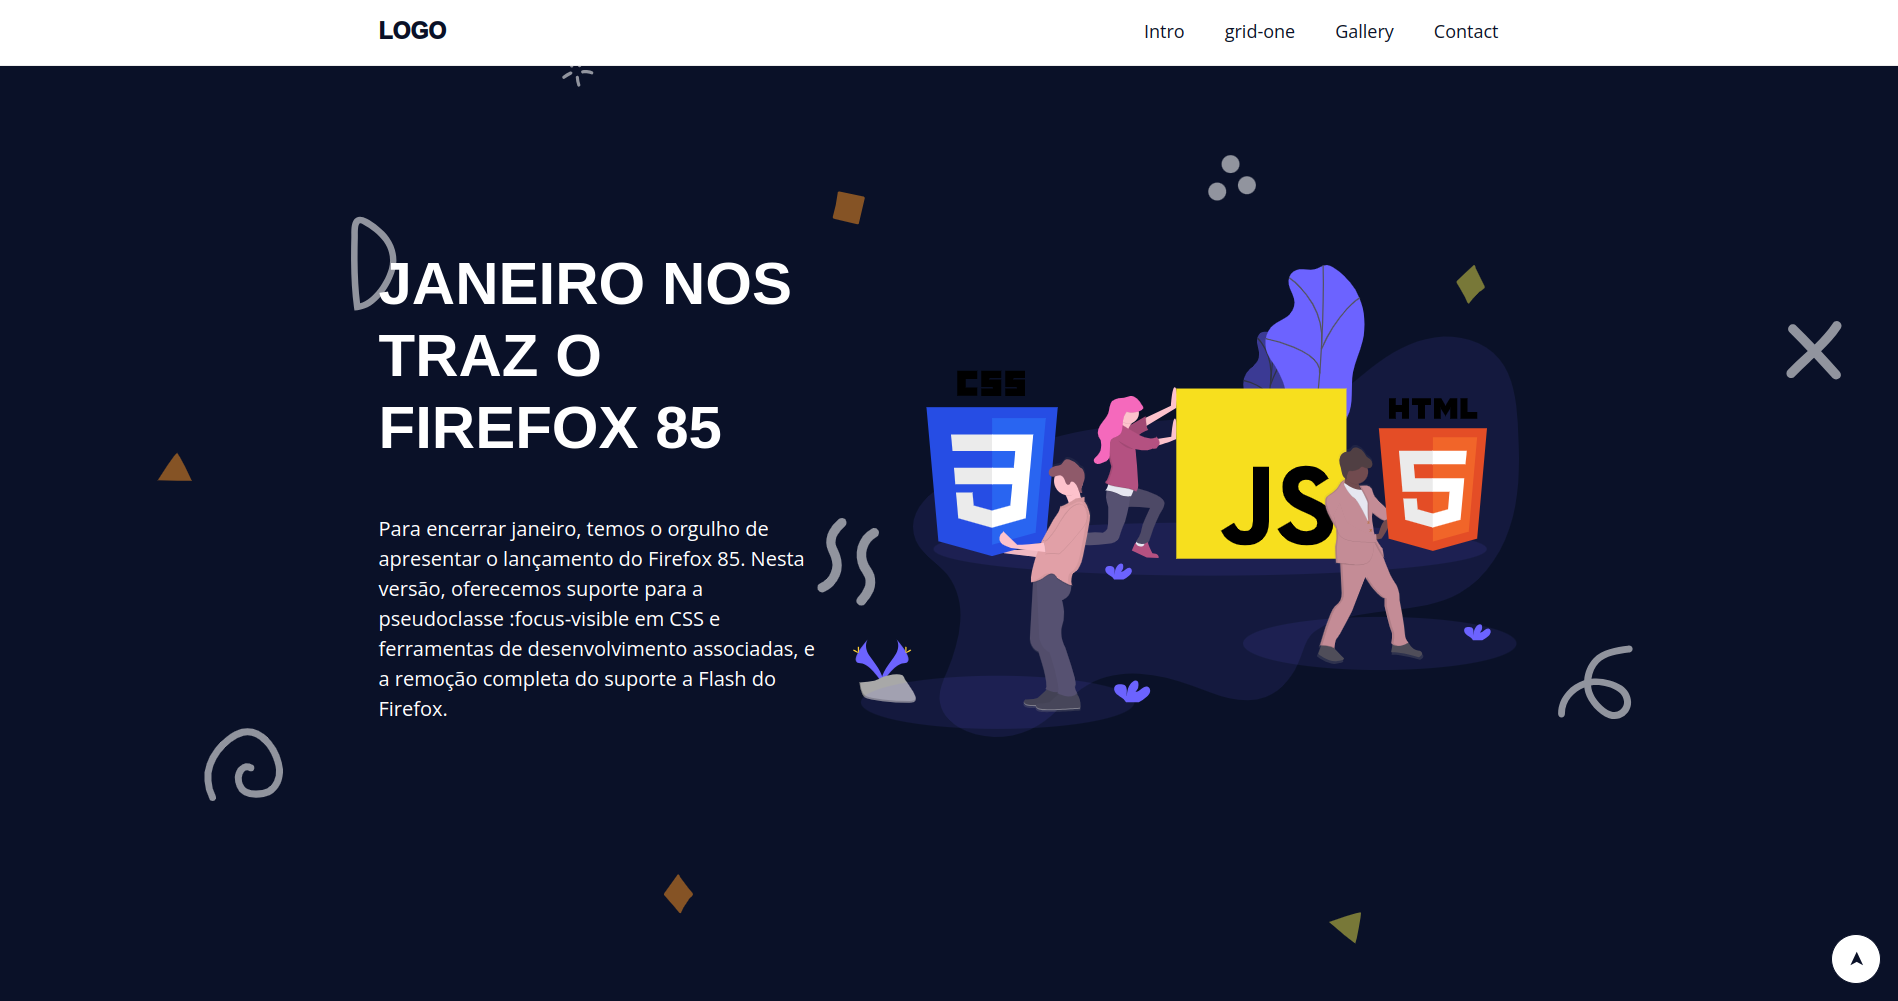 LOGO
Intro grid-one Gallery Contact
JANEIRO NOS
TRAZ O
FIREFOX 85
Para encerrar janeiro, temos o orgulho de
apresentar o lançamento do Firefox 85. Nesta
versão, oferecemos suporte para a
pseudoclasse :focus-visible em CSS e
ferramentas de desenvolvimento associadas, e
a remoção completa do suporte a Flash do
Firefox.
CSS
3
JS
HTML
5